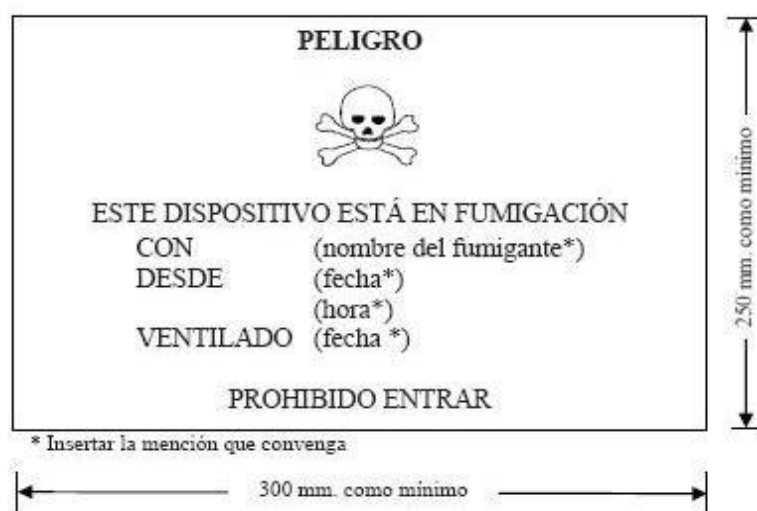 PELIGRO
ESTE DISPOSITIVO ESTÁ EN FUMIGACIÓN
CON (nombre del fumigante*)
DESDE (fecha*)
(hora*)
VENTILADO (fecha *)
PROHIBIDO ENTRAR
* Insertar la mención que convenga
300 mm. como mínimo
250 mm. como mínimo